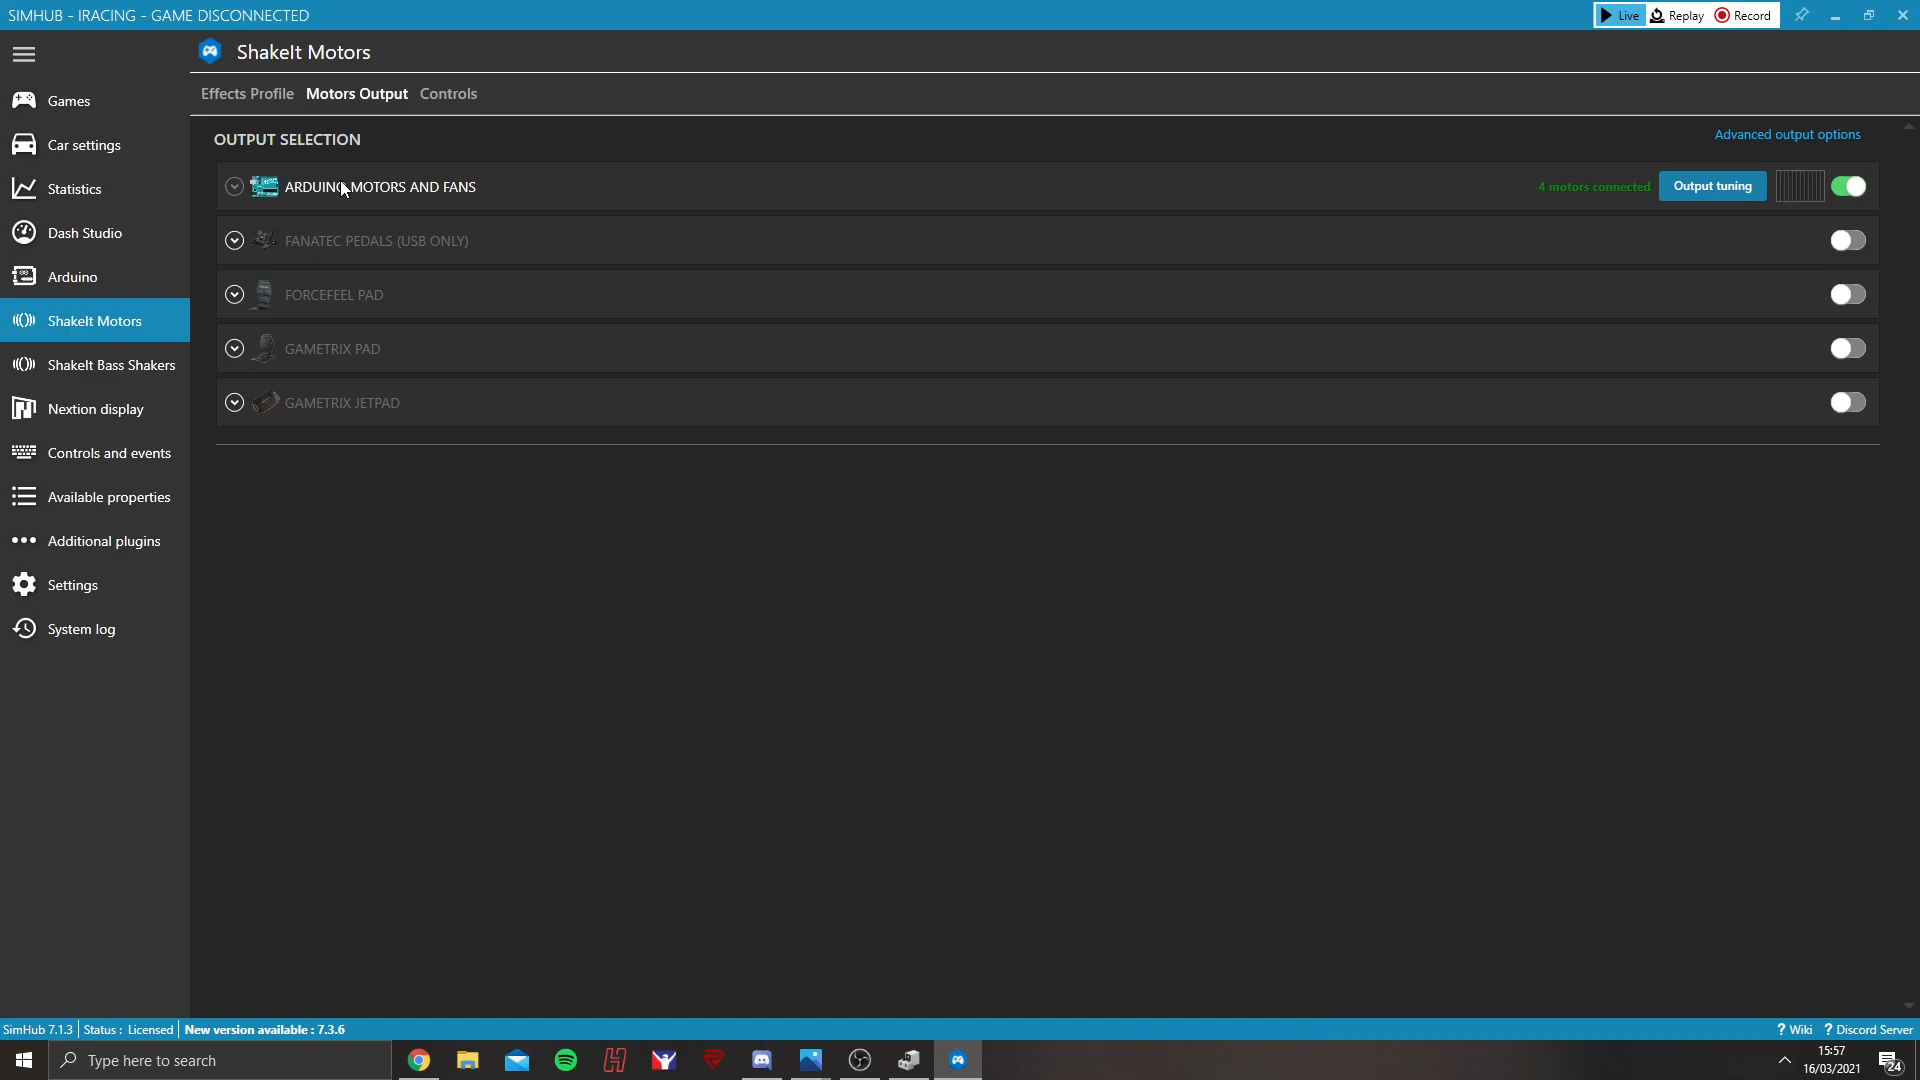 SIMHUB - IRACING - GAME DISCONNECTED
Live
Replay
Record
ShakeIt Motors
Games
Effects Profile
Motors Output
Controls
Car settings
OUTPUT SELECTION
Advanced output options
Statistics
ARDUINO MOTORS AND FANS
4 motors connected
Output tuning
Dash Studio
FANATEC PEDALS (USB ONLY)
Arduino
FORCEFEEL PAD
ShakeIt Motors
GAMETRIX PAD
ShakeIt Bass Shakers
GAMETRIX JETPAD
Nextion display
Controls and events
Available properties
Additional plugins
Settings
System log
SimHub 7.1.3
Status : Licensed
New version available : 7.3.6
? Wiki
? Discord Server
Type here to search
15:57
16/03/2021
24